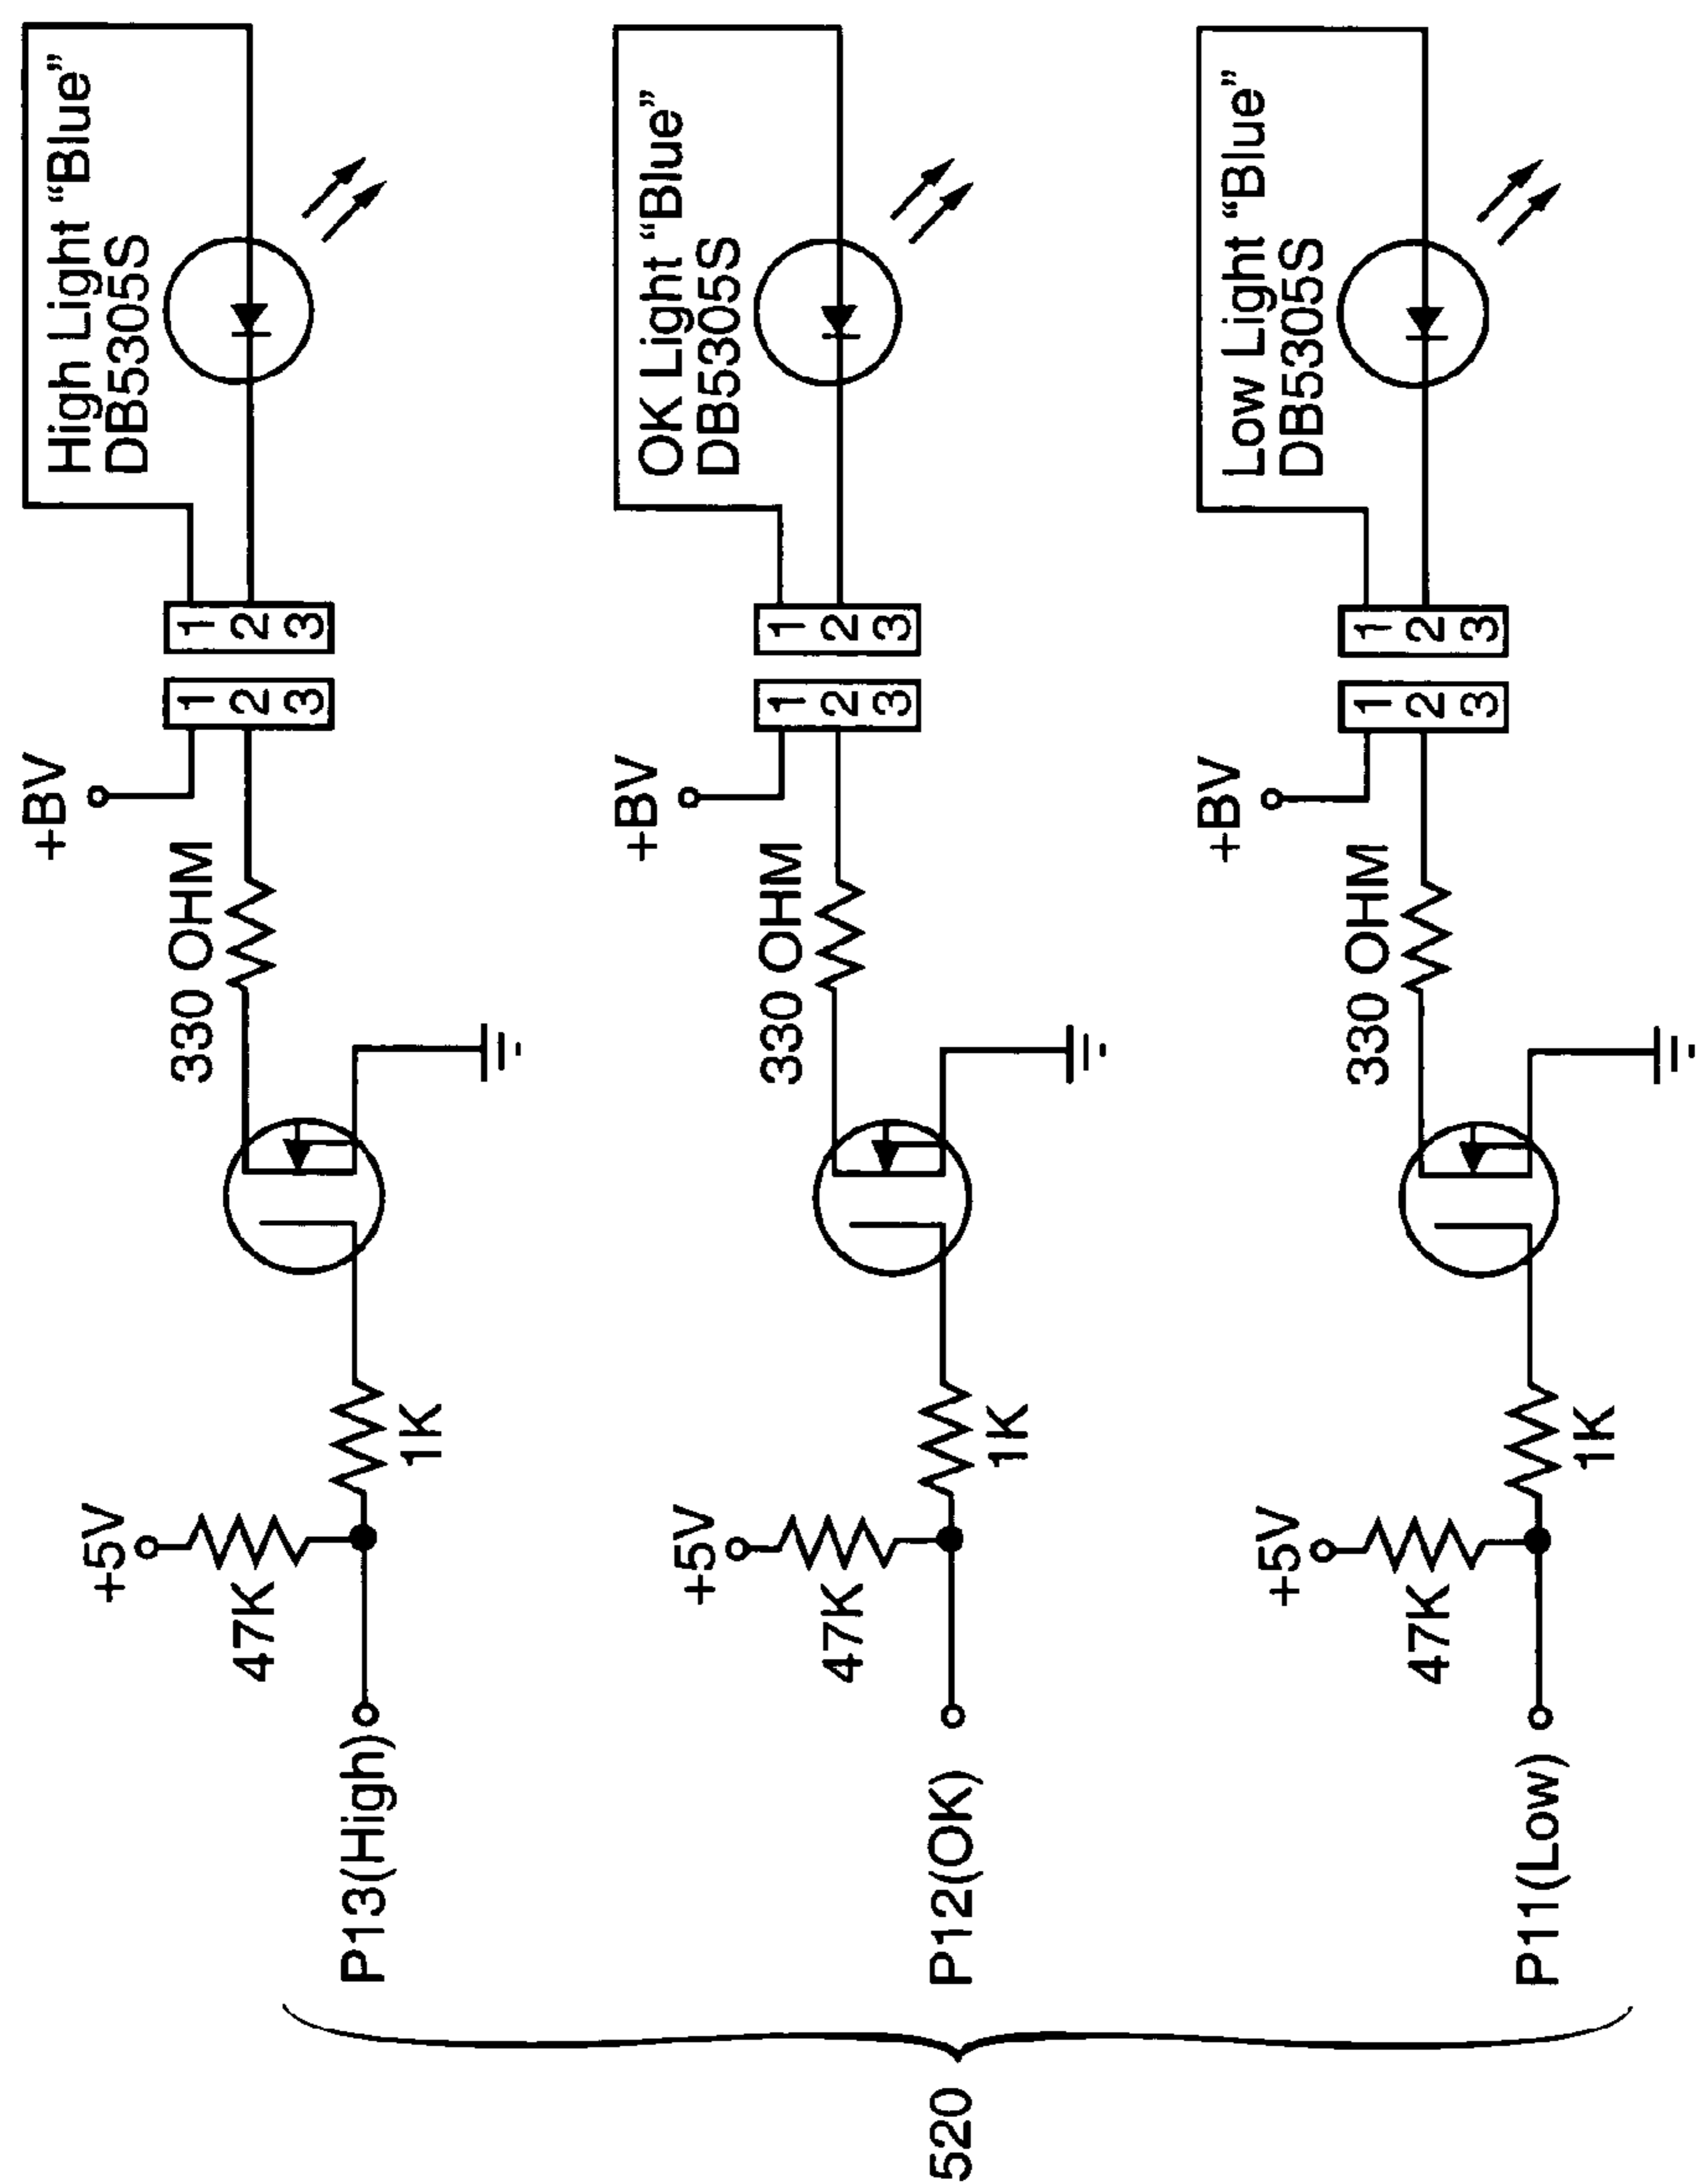 520
P13(High)
+5V
47K
1K
330 OHM
+BV
1
2
3
1
2
3
High Light “Blue”
DB5305S
P12(OK)
+5V
47K
1K
330 OHM
+BV
1
2
3
1
2
3
OK Light “Blue”
DB5305S
P11(Low)
+5V
47K
1K
330 OHM
+BV
1
2
3
1
2
3
Low Light “Blue”
DB5305S